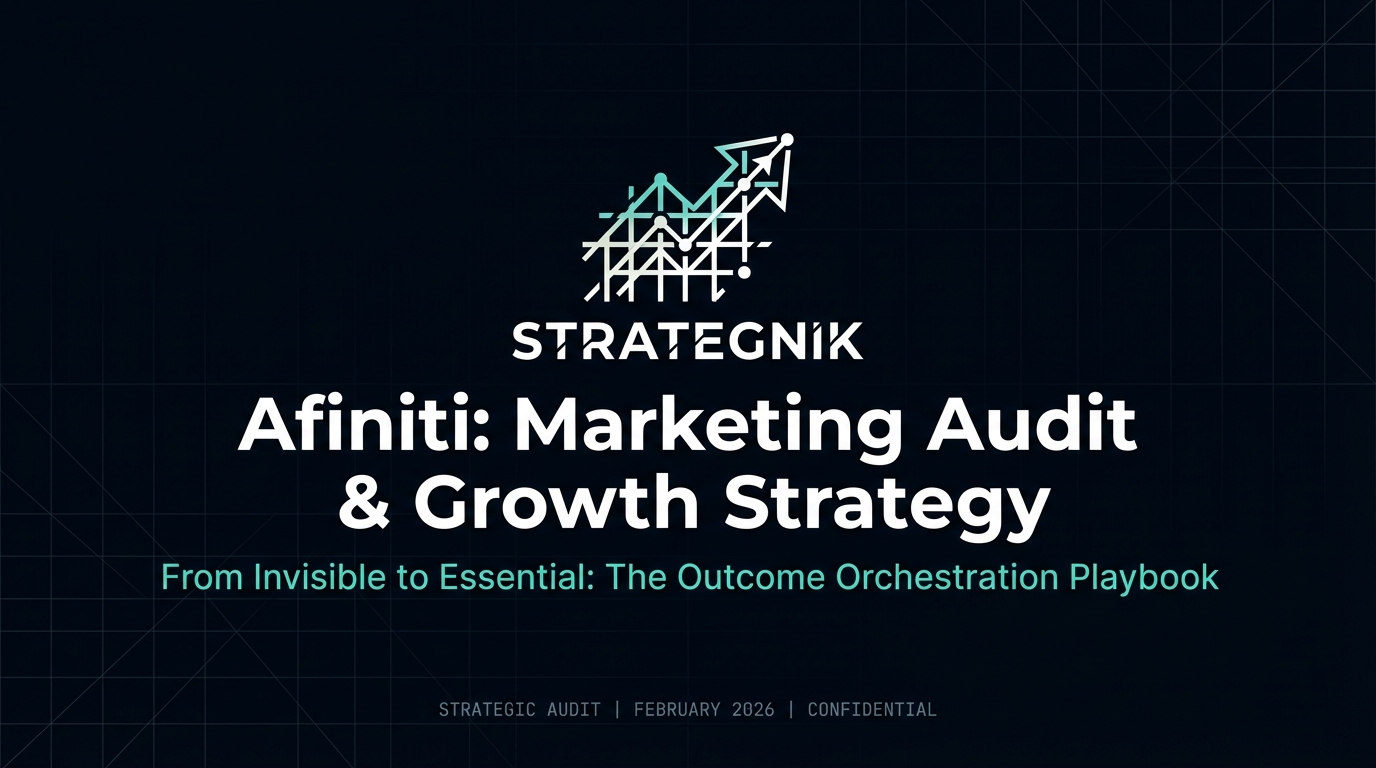 STRATEGNIK
Afiniti: Marketing Audit
& Growth Strategy
From Invisible to Essential: The Outcome Orchestration Playbook
STRATEGIC AUDIT | FEBRUARY 2026 | CONFIDENTIAL